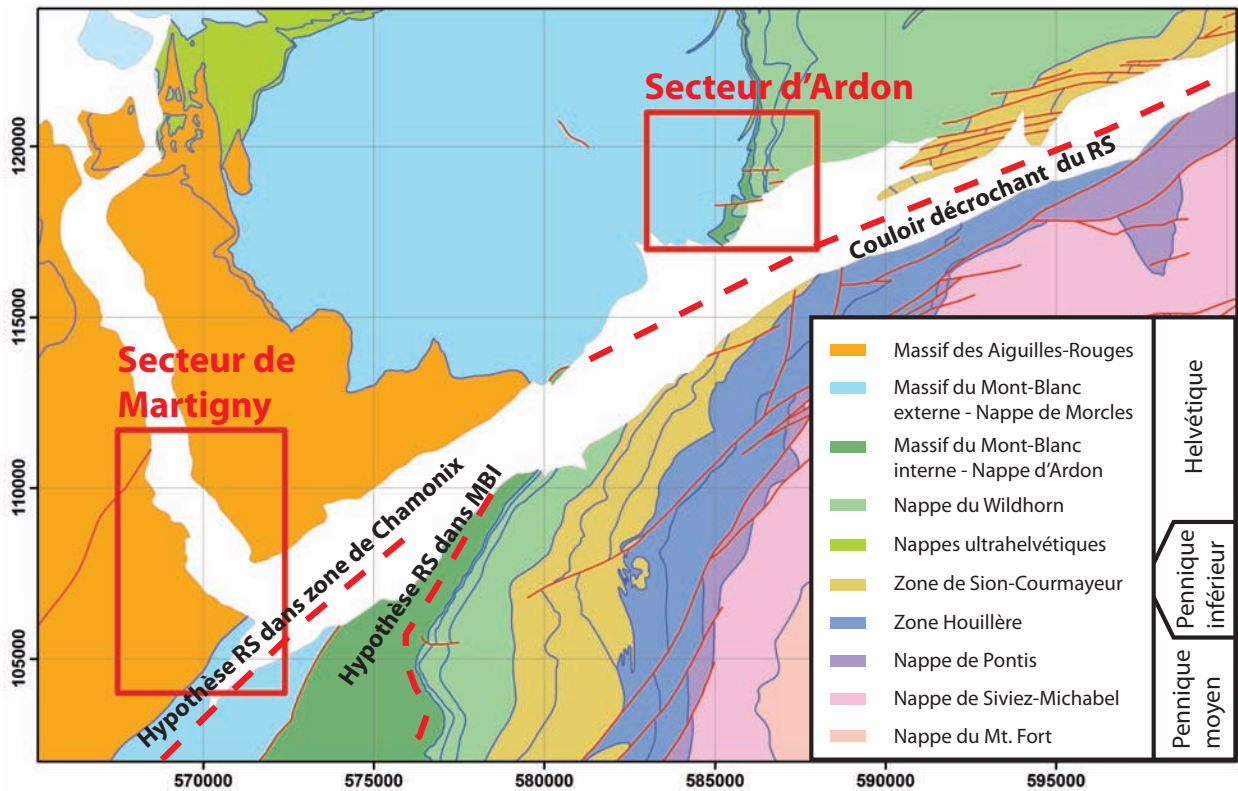 Secteur d'Ardon
Couloir décrochant du RS
Secteur de
Martigny
Hypothèse RS dans zone de Chamonix
Hypothèse RS dans MBI
120000
115000
110000
105000
570000
575000
580000
585000
590000
595000
Massif des Aiguilles-Rouges
Massif du Mont-Blanc
externe - Nappe de Morcles
Massif du Mont-Blanc
interne - Nappe d'Ardon
Nappe du Wildhorn
Nappes ultrahelvétiques
Zone de Sion-Courmayeur
Zone Houillère
Nappe de Pontis
Nappe de Siviez-Michabel
Nappe du Mt. Fort
Helvétique
Pennique
inférieur
Pennique
moyen